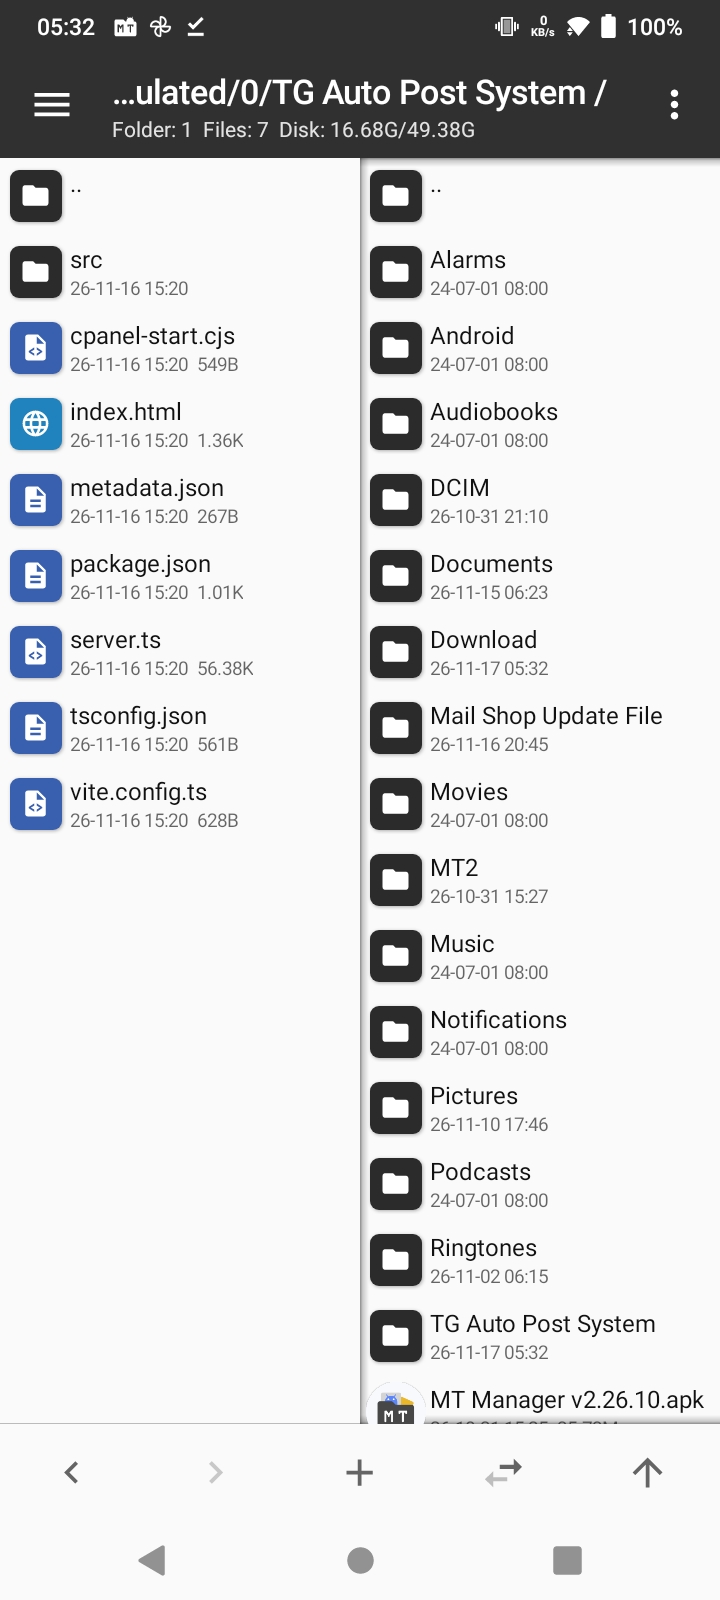 05:32 MT 0 KB/s 100%
...ulated/0/TG Auto Post System /
Folder: 1 Files: 7 Disk: 16.68G/49.38G
..
src
26-11-16 15:20
cpanel-start.cjs
26-11-16 15:20 549B
index.html
26-11-16 15:20 1.36K
metadata.json
26-11-16 15:20 267B
package.json
26-11-16 15:20 1.01K
server.ts
26-11-16 15:20 56.38K
tsconfig.json
26-11-16 15:20 561B
vite.config.ts
26-11-16 15:20 628B
..
Alarms
24-07-01 08:00
Android
24-07-01 08:00
Audiobooks
24-07-01 08:00
DCIM
26-10-31 21:10
Documents
26-11-15 06:23
Download
26-11-17 05:32
Mail Shop Update File
26-11-16 20:45
Movies
24-07-01 08:00
MT2
26-10-31 15:27
Music
24-07-01 08:00
Notifications
24-07-01 08:00
Pictures
26-11-10 17:46
Podcasts
24-07-01 08:00
Ringtones
26-11-02 06:15
TG Auto Post System
26-11-17 05:32
MT Manager v2.26.10.apk
MT